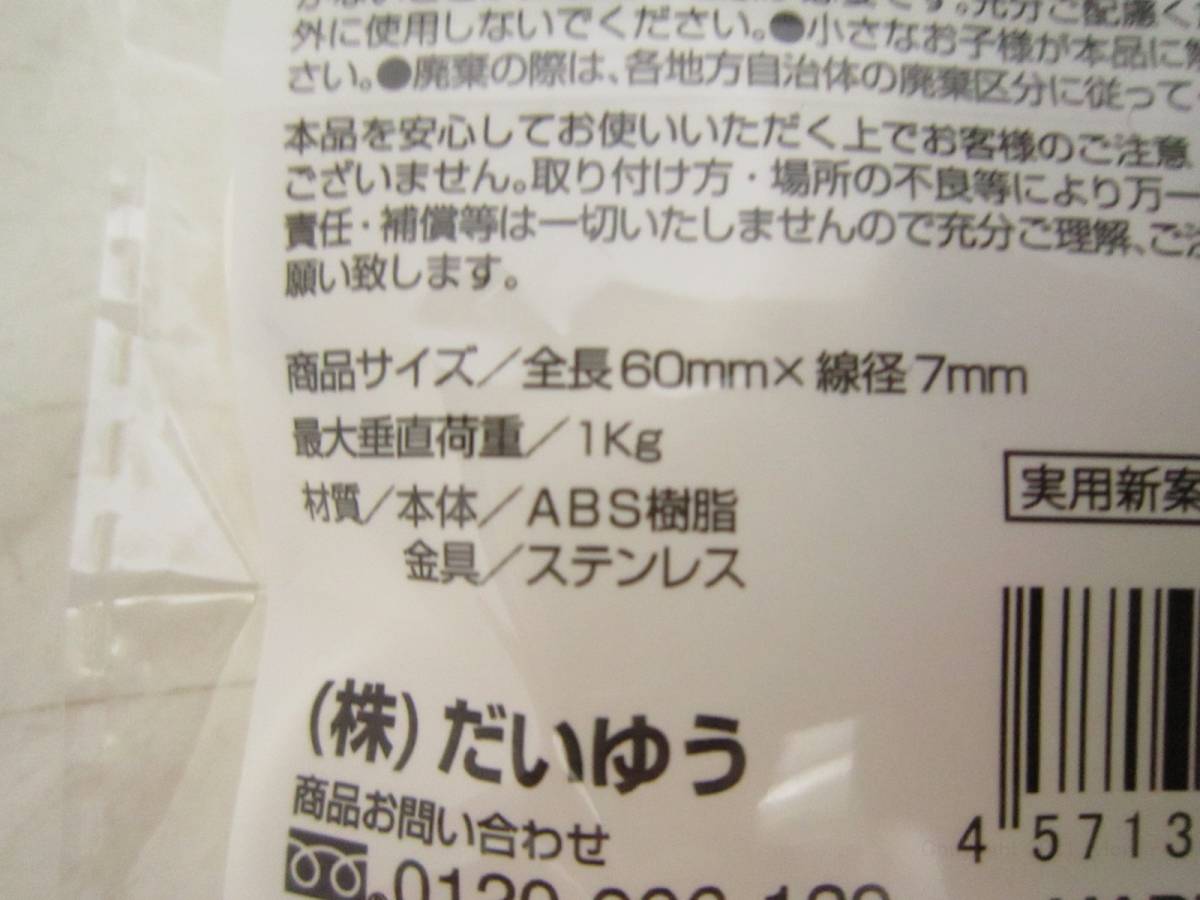 外に使用しないでください。●小さなお子様が本品に
さい。●廃棄の際は、各地方自治体の廃棄区分に従って
本品を安心してお使いいただく上でお客様のご注意
ございません。取り付け方・場所の不良等により万一
責任・補償等は一切いたしませんので充分ご理解、ご
願い致します。
商品サイズ/全長60mm×線径7mm
最大垂直荷重/1Kg
材質/本体/ABS樹脂
金具/ステンレス
実用新案
(株)だいゆう
商品お問い合わせ
4 5713
0120